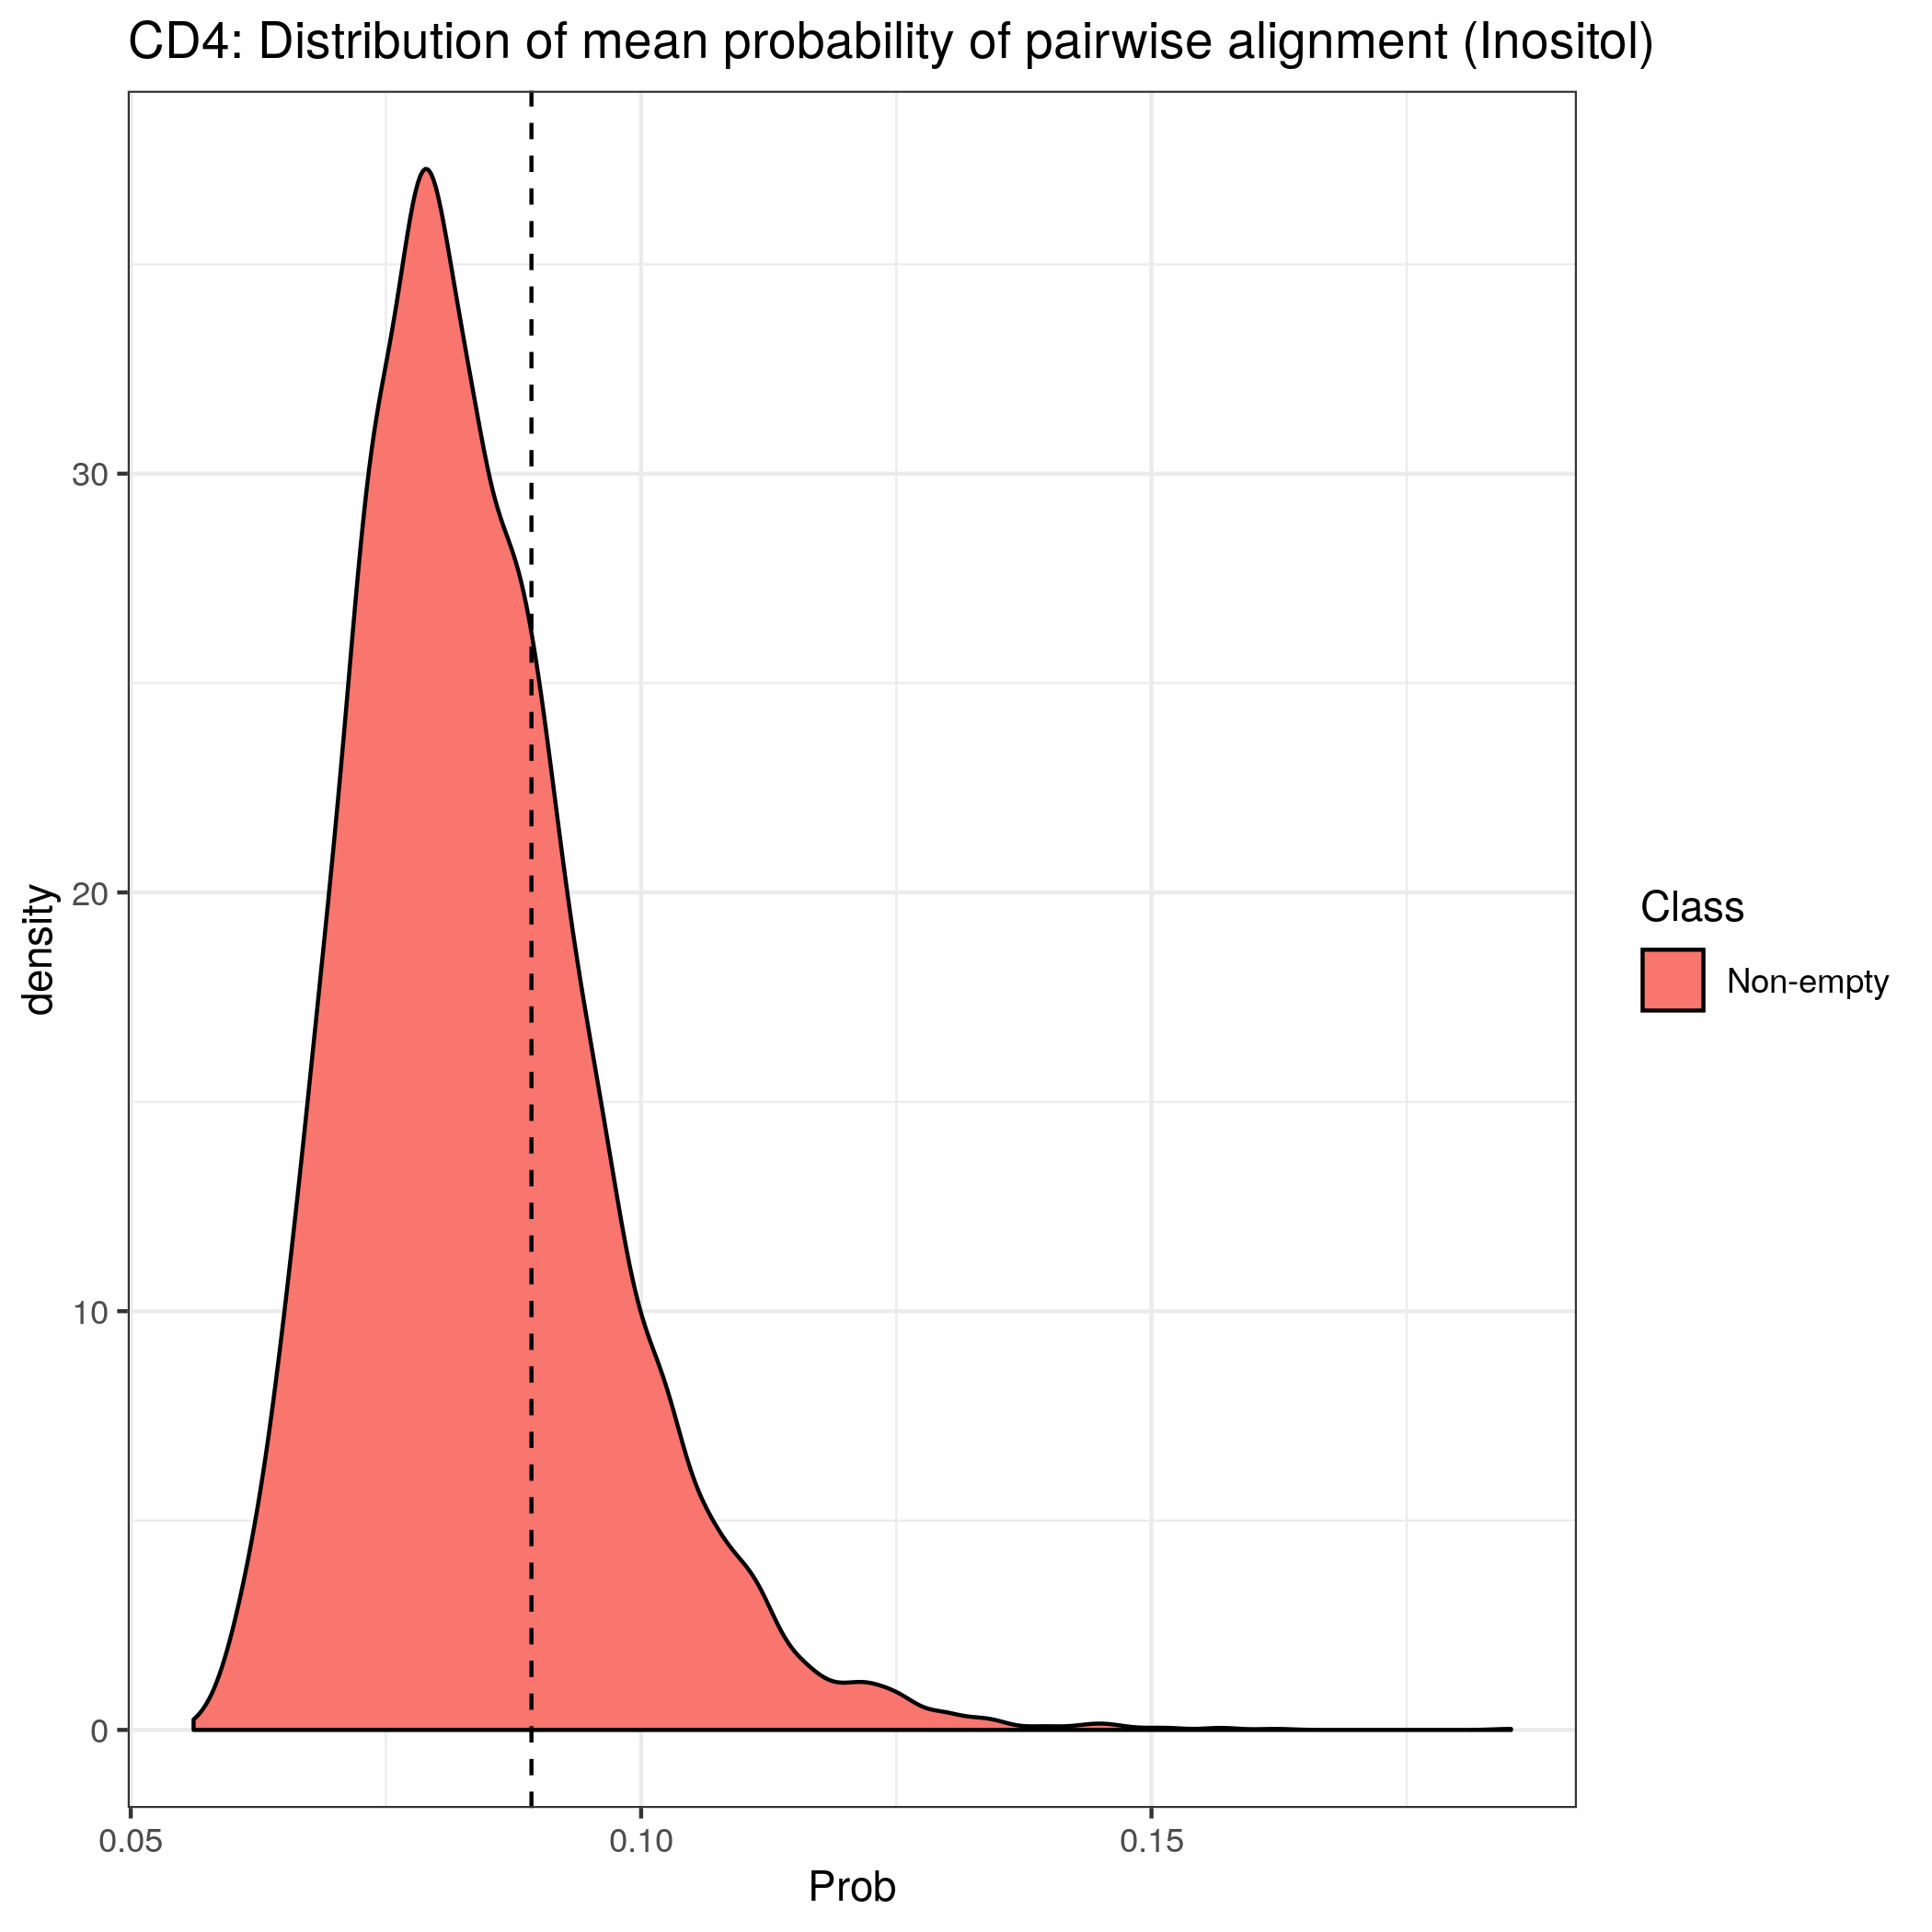 CD4: Distribution of mean probability of pairwise alignment (Inositol)
30
20
10
0
density
0.05 0.10 0.15
Prob
Class
Non-empty